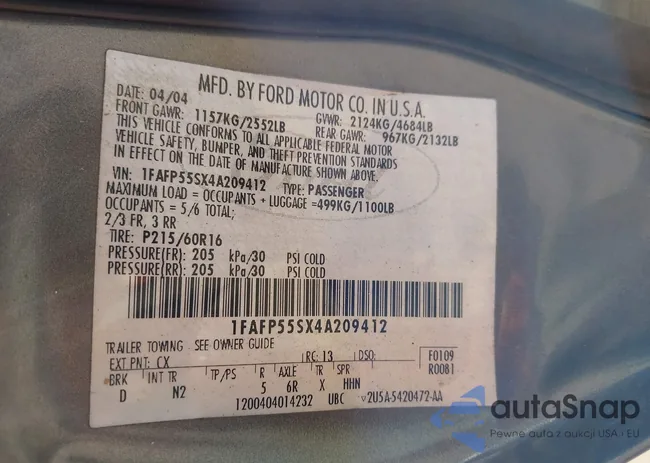 MFD. BY FORD MOTOR CO. IN U.S.A.
DATE: 04/04 GVWR: 2124KG/4684LB
FRONT GAWR: 1157KG/2552LB REAR GAWR: 967KG/2132LB
THIS VEHICLE CONFORMS TO ALL APPLICABLE FEDERAL MOTOR
VEHICLE SAFETY, BUMPER, AND THEFT PREVENTION STANDARDS
IN EFFECT ON THE DATE OF MANUFACTURE SHOWN ABOVE.
VIN: 1FAFP55SX4A209412 TYPE: PASSENGER
MAXIMUM LOAD = OCCUPANTS + LUGGAGE =499KG/1100LB
OCCUPANTS = 5/6 TOTAL;
2/3 FR, 3 RR
TIRE: P215/60R16
PRESSURE(FR): 205 kPa/30 PSI COLD
PRESSURE(RR): 205 kPa/30 PSI COLD
1FAFP55SX4A209412
TRAILER TOWING SEE OWNER GUIDE
EXT PNT: CX RC: 13 DSO: F0109
R0081
BRK INT TR TP/PS R AXLE TR SPR
D N2 5 6R X HHN
1200404014232 UBC v2U5A-5420472-AA
autaSnap
Pewne auta z aukcji USA i EU